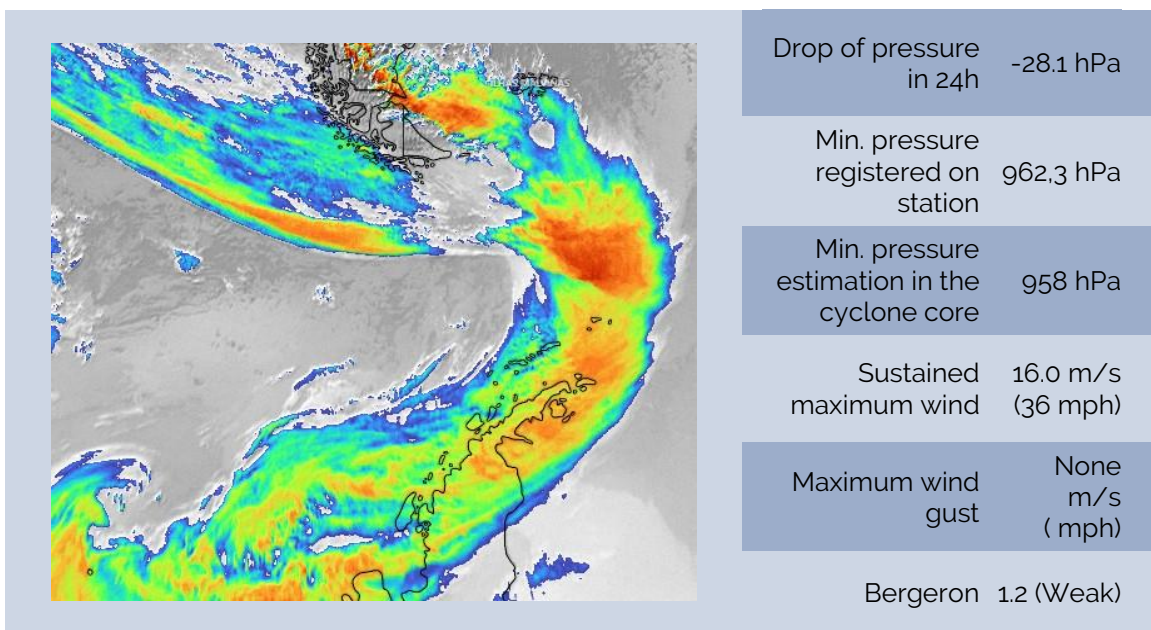 Drop of pressure
in 24h
-28.1 hPa
Min. pressure
registered on
station
962,3 hPa
Min. pressure
estimation in the
cyclone core
958 hPa
Sustained
maximum wind
16.0 m/s
(36 mph)
Maximum wind
gust
None
m/s
( mph)
Bergeron
1.2 (Weak)